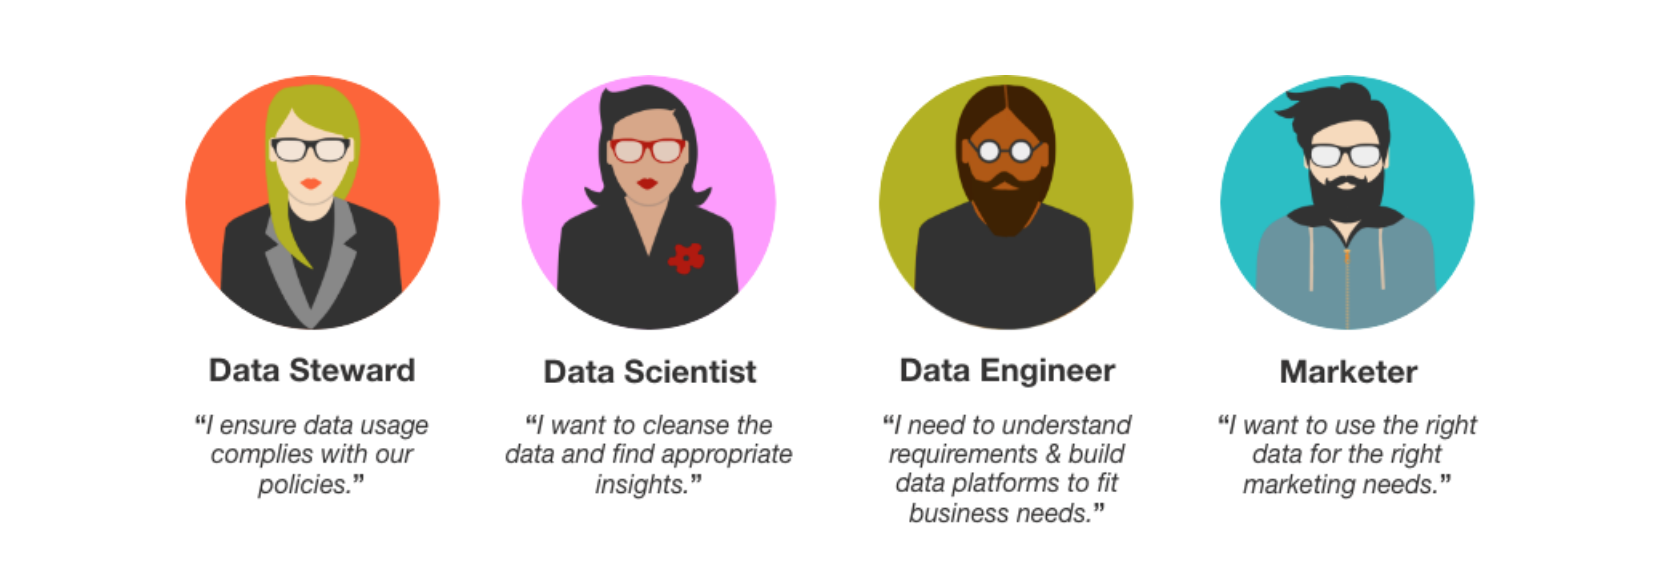 Data Steward
“I ensure data usage
complies with our
policies.”
Data Scientist
“I want to cleanse the
data and find appropriate
insights.”
Data Engineer
“I need to understand
requirements & build
data platforms to fit
business needs.”
Marketer
“I want to use the right
data for the right
marketing needs.”